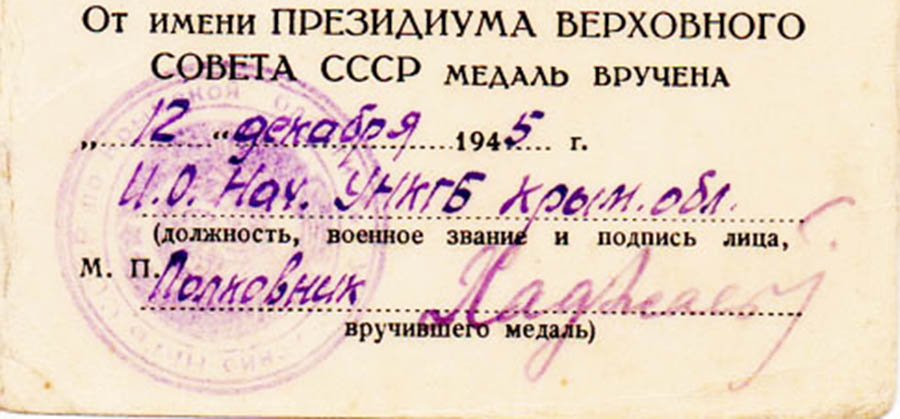 От имени ПРЕЗИДИУМА ВЕРХОВНОГО
СОВЕТА СССР МЕДАЛЬ ВРУЧЕНА
„12“ декабря 1945 г.
И.О. Нач. УНКГБ Крым. обл.
(должность, военное звание и подпись лица,
М. П. Полковник
вручившего медаль)